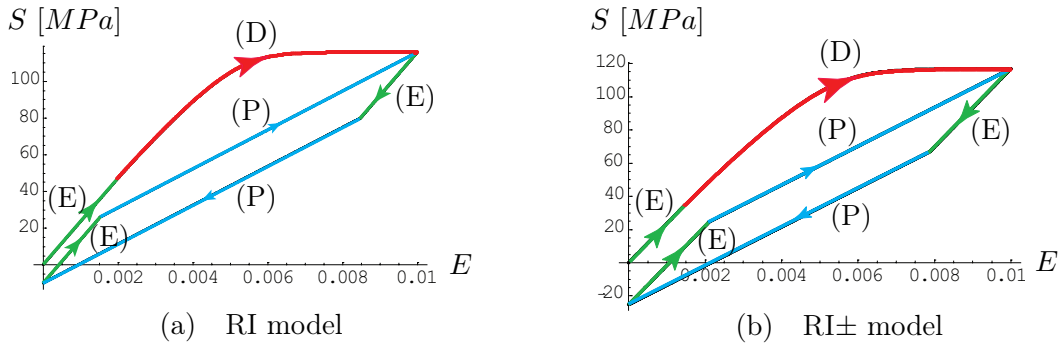 S [MPa]
(D)
100
80
60
40
20
(P)
(E)
(E)
(E)
(P)
0.002 0.004 0.006 0.008 0.01 E
(a) RI model
S [MPa]
(D)
120
100
80
60
40
20
−20
(P)
(E)
(E)
(E)
(P)
0.002 0.004 0.006 0.008 0.01 E
(b) RI± model